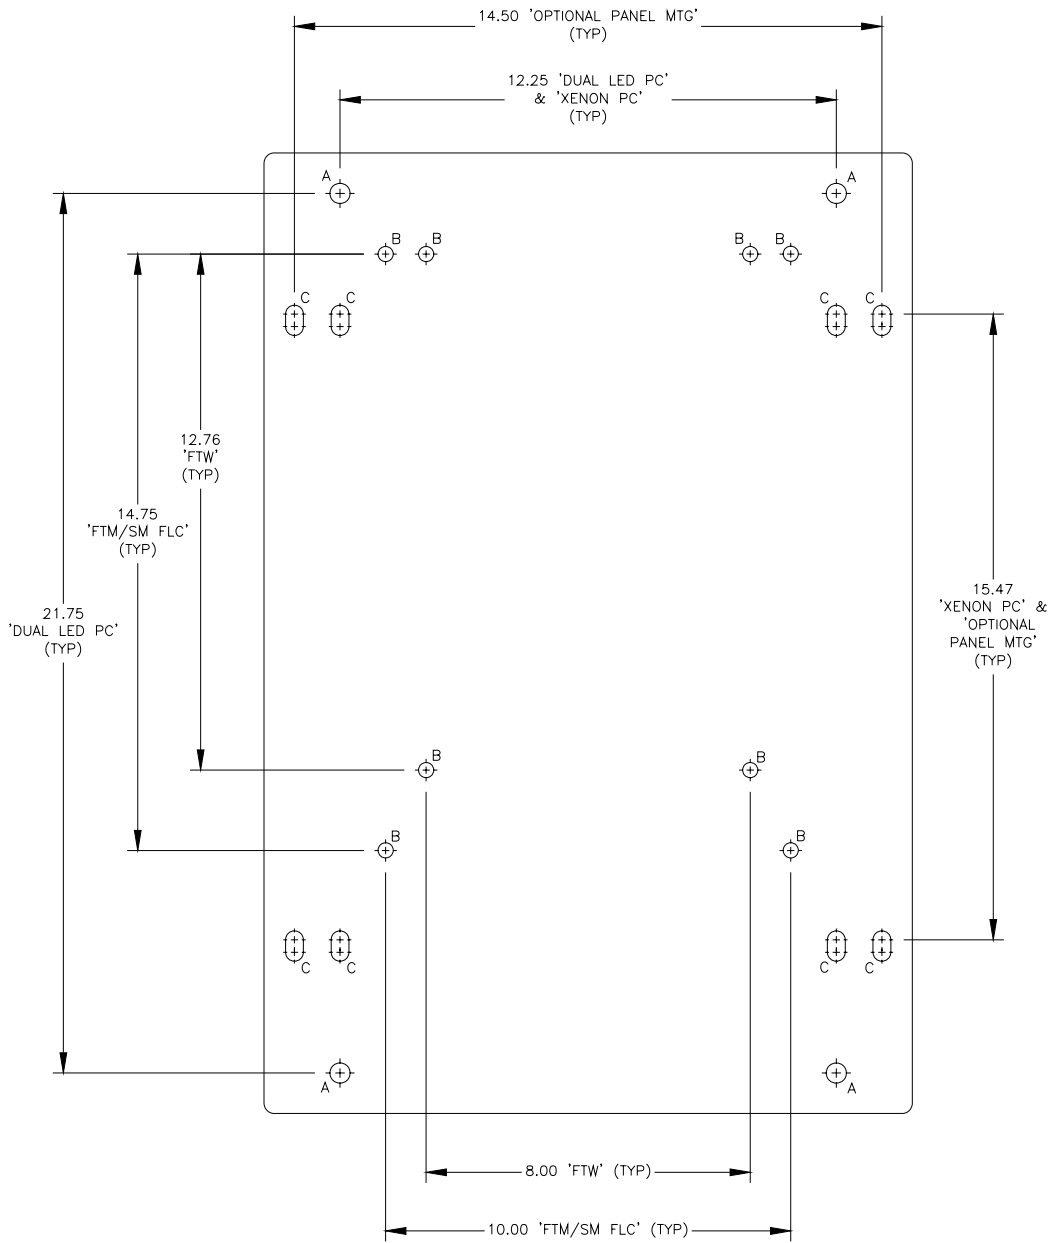 14.50 'OPTIONAL PANEL MTG'
(TYP)
12.25 'DUAL LED PC'
& 'XENON PC'
(TYP)
A
A
B
B
B
B
C
C
C
C
12.76
'FTW'
(TYP)
14.75
'FTM/SM FLC'
(TYP)
21.75
'DUAL LED PC'
(TYP)
15.47
'XENON PC' &
'OPTIONAL
PANEL MTG'
(TYP)
B
B
B
B
C
C
C
C
A
A
8.00 'FTW' (TYP)
10.00 'FTM/SM FLC' (TYP)